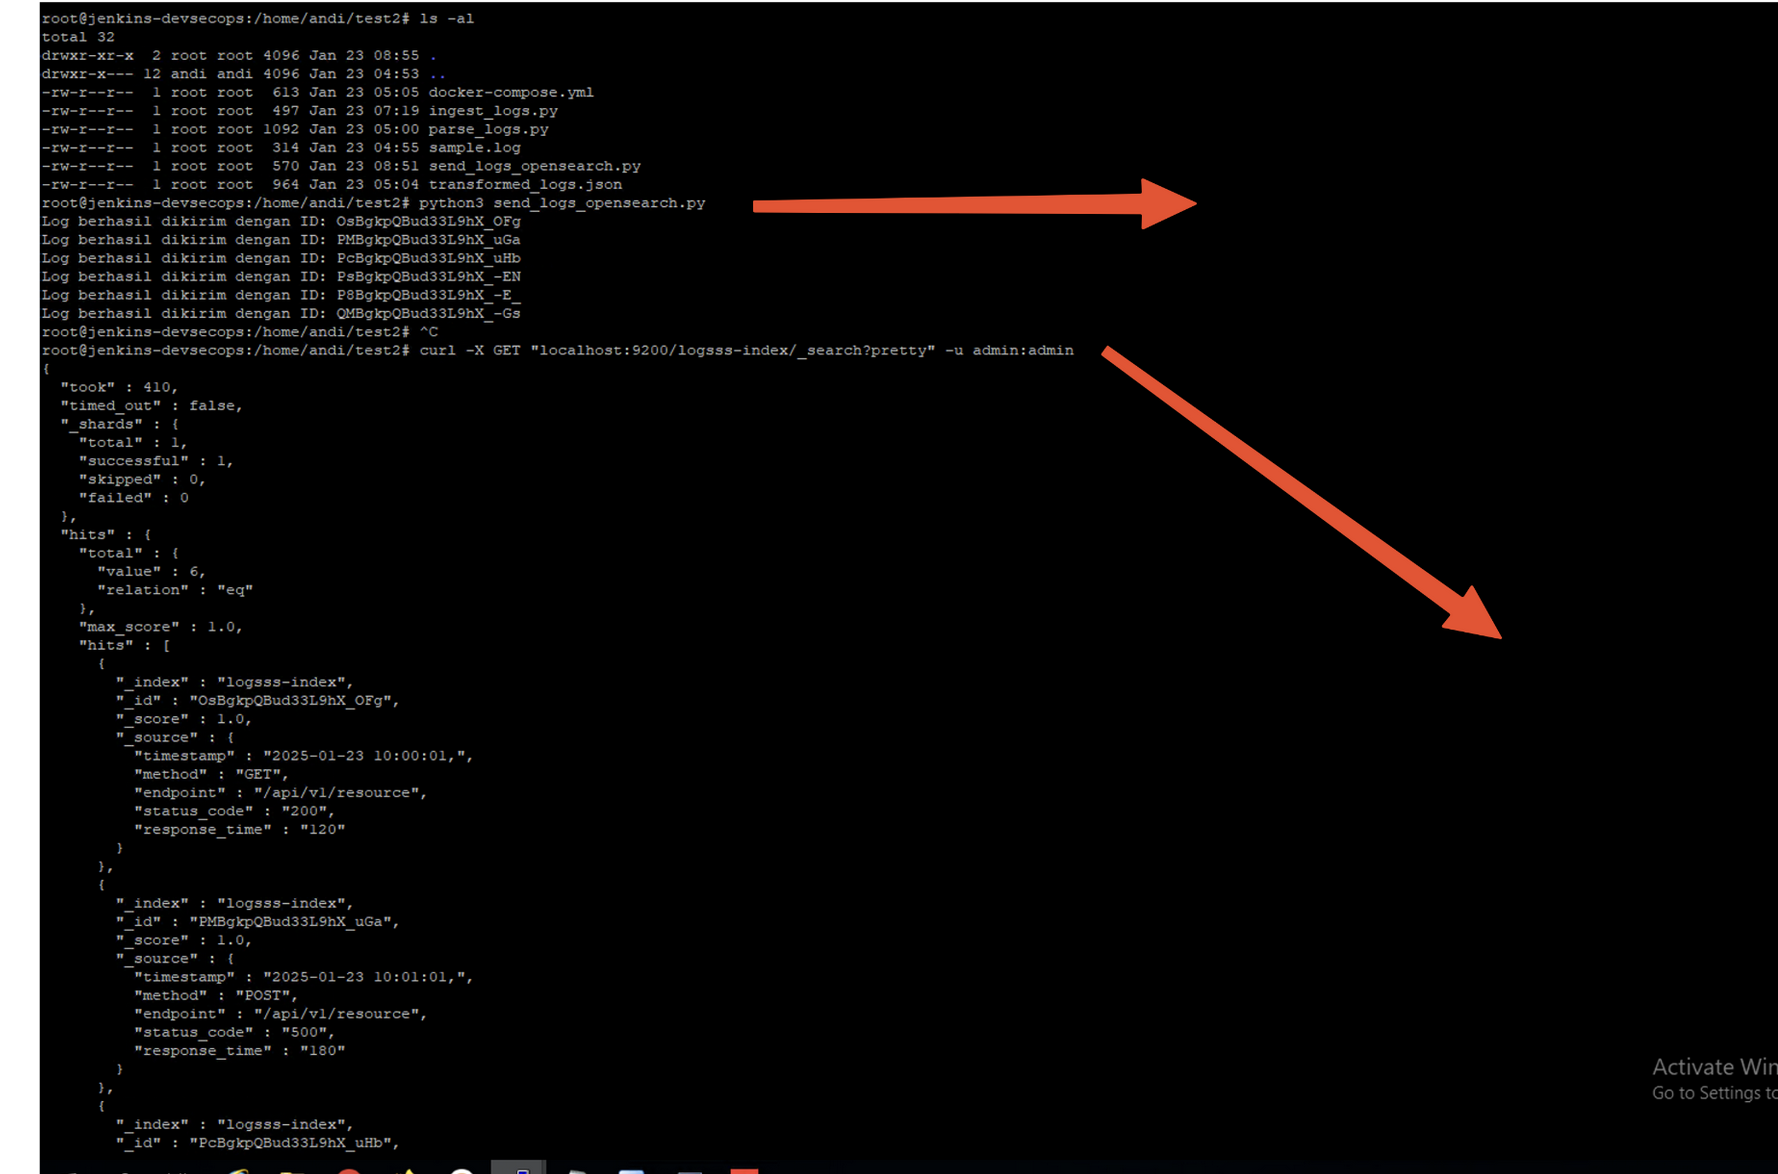 root@jenkins-devsecops:/home/andi/test2# ls -al
total 32
drwxr-xr-x  2 root root 4096 Jan 23 08:55 .
drwxr-x--- 12 andi andi 4096 Jan 23 04:53 ..
-rw-r--r--  1 root root  613 Jan 23 05:05 docker-compose.yml
-rw-r--r--  1 root root  497 Jan 23 07:19 ingest_logs.py
-rw-r--r--  1 root root 1092 Jan 23 05:00 parse_logs.py
-rw-r--r--  1 root root  314 Jan 23 04:55 sample.log
-rw-r--r--  1 root root  570 Jan 23 08:51 send_logs_opensearch.py
-rw-r--r--  1 root root  964 Jan 23 05:04 transformed_logs.json
root@jenkins-devsecops:/home/andi/test2# python3 send_logs_opensearch.py
Log berhasil dikirim dengan ID: OsBgkpQBud33L9hX_OFg
Log berhasil dikirim dengan ID: PMBgkpQBud33L9hX_uGa
Log berhasil dikirim dengan ID: PcBgkpQBud33L9hX_uHb
Log berhasil dikirim dengan ID: PsBgkpQBud33L9hX_-EN
Log berhasil dikirim dengan ID: P8BgkpQBud33L9hX_-E_
Log berhasil dikirim dengan ID: QMBgkpQBud33L9hX_-Gs
root@jenkins-devsecops:/home/andi/test2# ^C
root@jenkins-devsecops:/home/andi/test2# curl -X GET "localhost:9200/logsss-index/_search?pretty" -u admin:admin
{
  "took" : 410,
  "timed_out" : false,
  "_shards" : {
    "total" : 1,
    "successful" : 1,
    "skipped" : 0,
    "failed" : 0
  },
  "hits" : {
    "total" : {
      "value" : 6,
      "relation" : "eq"
    },
    "max_score" : 1.0,
    "hits" : [
      {
        "_index" : "logsss-index",
        "_id" : "OsBgkpQBud33L9hX_OFg",
        "_score" : 1.0,
        "_source" : {
          "timestamp" : "2025-01-23 10:00:01,",
          "method" : "GET",
          "endpoint" : "/api/v1/resource",
          "status_code" : "200",
          "response_time" : "120"
        }
      },
      {
        "_index" : "logsss-index",
        "_id" : "PMBgkpQBud33L9hX_uGa",
        "_score" : 1.0,
        "_source" : {
          "timestamp" : "2025-01-23 10:01:01,",
          "method" : "POST",
          "endpoint" : "/api/v1/resource",
          "status_code" : "500",
          "response_time" : "180"
        }
      },
      {
        "_index" : "logsss-index",
        "_id" : "PcBgkpQBud33L9hX_uHb",
Activate Win
Go to Settings to